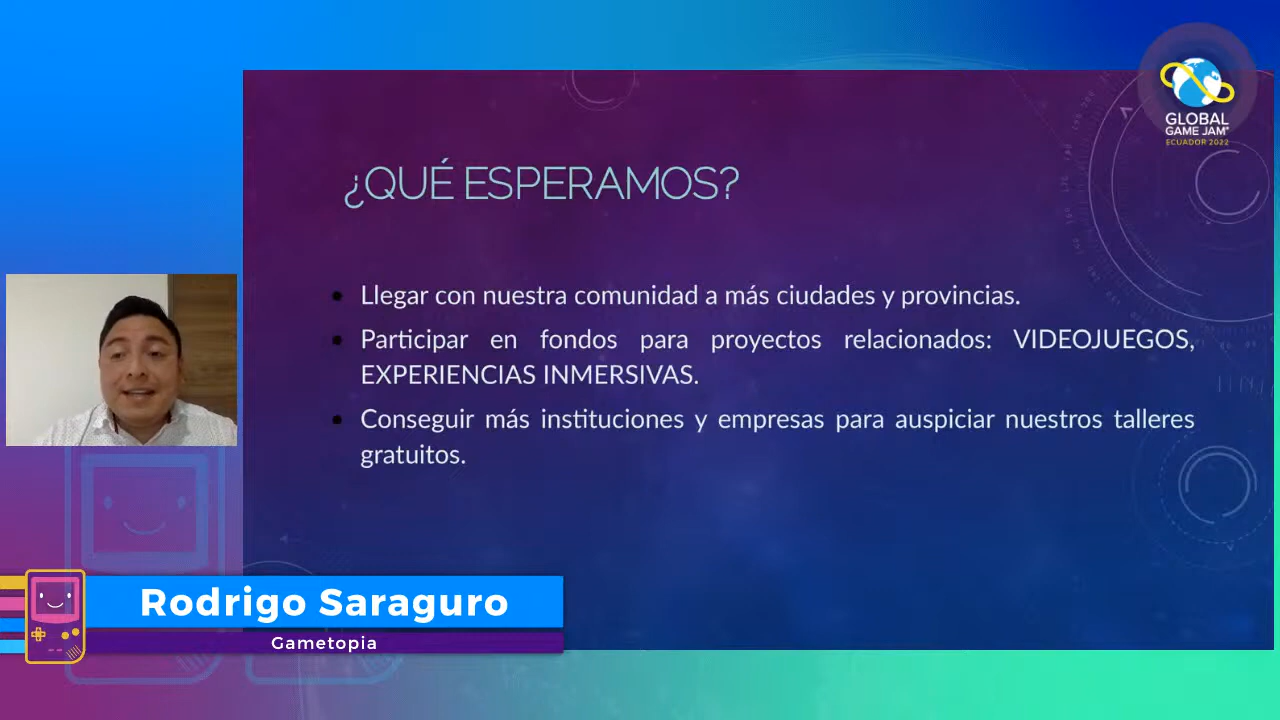 GLOBAL
GAME JAM
ECUADOR 2022
¿QUÉ ESPERAMOS?
Llegar con nuestra comunidad a más ciudades y provincias.
Participar en fondos para proyectos relacionados: VIDEOJUEGOS,
EXPERIENCIAS INMERSIVAS.
Conseguir más instituciones y empresas para auspiciar nuestros talleres
gratuitos.
Rodrigo Saraguro
Gametopia